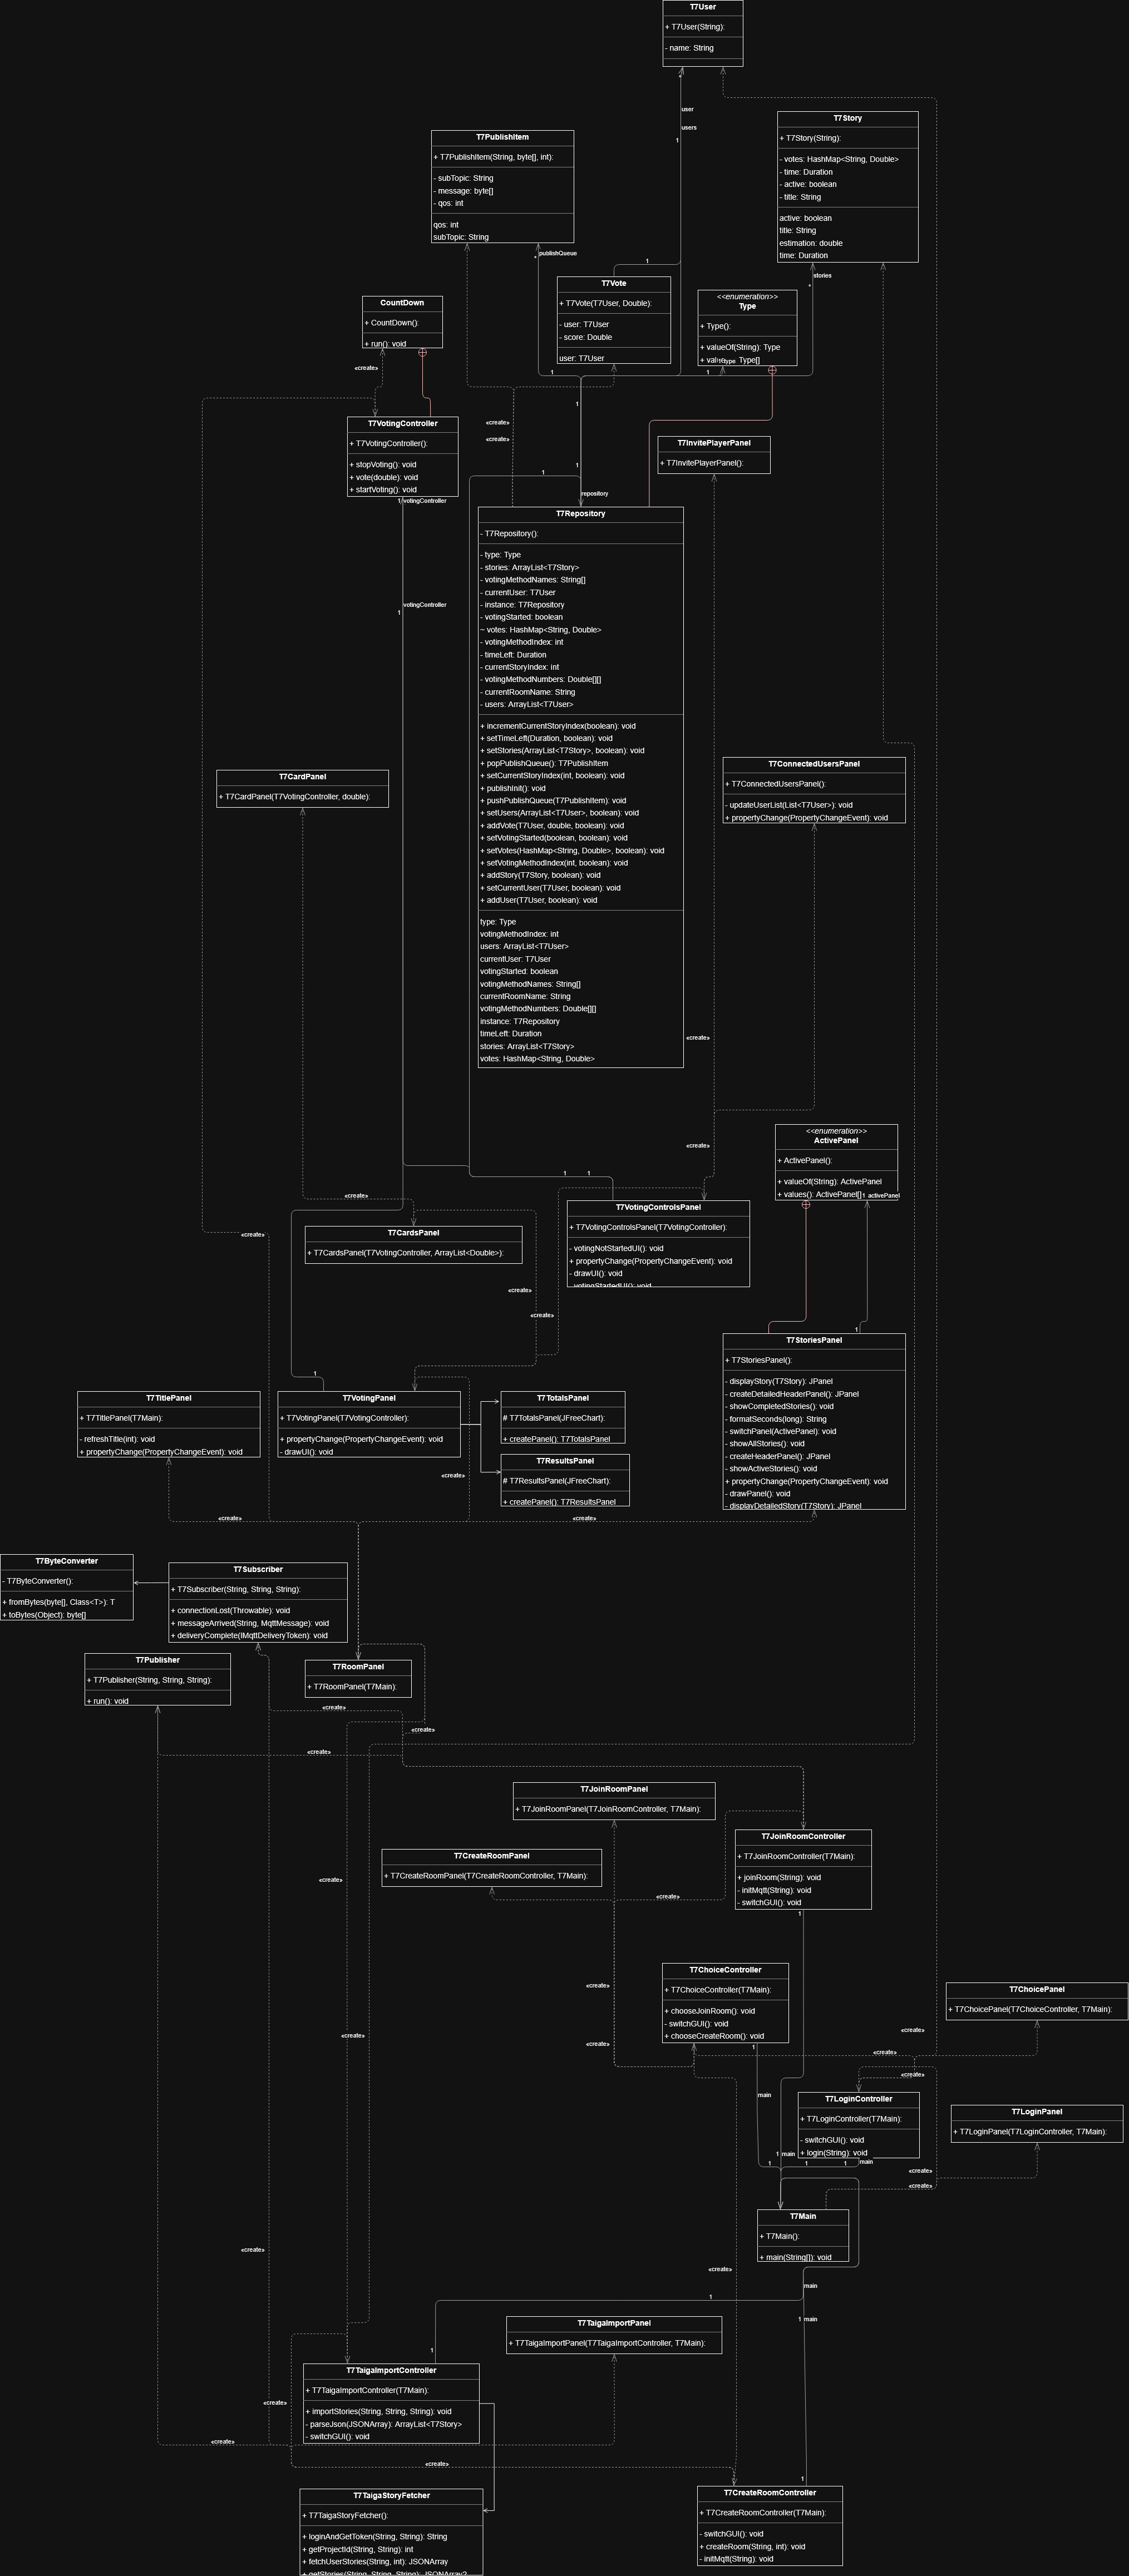 T7User
+ T7User(String):
- name: String
user
users
1
T7Story
+ T7Story(String):
- votes: HashMap<String, Double>
- time: Duration
- active: boolean
- title: String
active: boolean
title: String
estimation: double
time: Duration
stories
*
T7PublishItem
+ T7PublishItem(String, byte[], int):
- subTopic: String
- message: byte[]
- qos: int
qos: int
subTopic: String
publishQueue
*
1
T7Vote
+ T7Vote(T7User, Double):
- user: T7User
- score: Double
user: T7User
<<enumeration>>
Type
+ Type():
+ valueOf(String): Type
type
Type[]
CountDown
+ CountDown():
+ run(): void
«create»
1
1
1
T7VotingController
+ T7VotingController():
+ stopVoting(): void
+ vote(double): void
+ startVoting(): void
1
votingController
«create»
«create»
T7InvitePlayerPanel
+ T7InvitePlayerPanel():
1
1
repository
T7Repository
- T7Repository():
- type: Type
- stories: ArrayList<T7Story>
- votingMethodNames: String[]
- currentUser: T7User
- instance: T7Repository
- votingStarted: boolean
~ votes: HashMap<String, Double>
- votingMethodIndex: int
- timeLeft: Duration
- currentStoryIndex: int
- votingMethodNumbers: Double[][]
- currentRoomName: String
- users: ArrayList<T7User>
+ incrementCurrentStoryIndex(boolean): void
+ setTimeLeft(Duration, boolean): void
+ setStories(ArrayList<T7Story>, boolean): void
+ popPublishQueue(): T7PublishItem
+ setCurrentStoryIndex(int, boolean): void
+ publishInit(): void
+ pushPublishQueue(T7PublishItem): void
+ setUsers(ArrayList<T7User>, boolean): void
+ addVote(T7User, double, boolean): void
+ setVotingStarted(boolean, boolean): void
+ setVotes(HashMap<String, Double>, boolean): void
+ setVotingMethodIndex(int, boolean): void
+ addStory(T7Story, boolean): void
+ setCurrentUser(T7User, boolean): void
+ addUser(T7User, boolean): void
type: Type
votingMethodIndex: int
users: ArrayList<T7User>
currentUser: T7User
votingStarted: boolean
votingMethodNames: String[]
currentRoomName: String
votingMethodNumbers: Double[][]
instance: T7Repository
timeLeft: Duration
stories: ArrayList<T7Story>
votes: HashMap<String, Double>
votingController
1
T7CardPanel
+ T7CardPanel(T7VotingController, double):
T7ConnectedUsersPanel
+ T7ConnectedUsersPanel():
- updateUserList(List<T7User>): void
+ propertyChange(PropertyChangeEvent): void
«create»
«create»
<<enumeration>>
ActivePanel
+ ActivePanel():
+ valueOf(String): ActivePanel
+ values(): ActivePanel[]
1
activePanel
1
1
«create»
T7VotingControlsPanel
+ T7VotingControlsPanel(T7VotingController):
- votingNotStartedUI(): void
+ propertyChange(PropertyChangeEvent): void
- drawUI(): void
- votingStartedUI(): void
T7CardsPanel
+ T7CardsPanel(T7VotingController, ArrayList<Double>):
«create»
«create»
«create»
1
T7StoriesPanel
+ T7StoriesPanel():
- displayStory(T7Story): JPanel
- createDetailedHeaderPanel(): JPanel
- showCompletedStories(): void
- formatSeconds(long): String
- switchPanel(ActivePanel): void
- showAllStories(): void
- createHeaderPanel(): JPanel
- showActiveStories(): void
+ propertyChange(PropertyChangeEvent): void
- drawPanel(): void
- displayDetailedStory(T7Story): JPanel
1
T7TitlePanel
+ T7TitlePanel(T7Main):
- refreshTitle(int): void
+ propertyChange(PropertyChangeEvent): void
T7VotingPanel
+ T7VotingPanel(T7VotingController):
+ propertyChange(PropertyChangeEvent): void
- drawUI(): void
T7TotalsPanel
# T7TotalsPanel(JFreeChart):
+ createPanel(): T7TotalsPanel
T7ResultsPanel
# T7ResultsPanel(JFreeChart):
+ createPanel(): T7ResultsPanel
«create»
«create»
«create»
T7ByteConverter
- T7ByteConverter():
+ fromBytes(byte[], Class<T>): T
+ toBytes(Object): byte[]
T7Subscriber
+ T7Subscriber(String, String, String):
+ connectionLost(Throwable): void
+ messageArrived(String, MqttMessage): void
+ deliveryComplete(IMqttDeliveryToken): void
T7Publisher
+ T7Publisher(String, String, String):
+ run(): void
T7RoomPanel
+ T7RoomPanel(T7Main):
«create»
«create»
«create»
T7JoinRoomPanel
+ T7JoinRoomPanel(T7JoinRoomController, T7Main):
T7JoinRoomController
+ T7JoinRoomController(T7Main):
+ joinRoom(String): void
- initMqtt(String): void
- switchGUI(): void
1
T7CreateRoomPanel
+ T7CreateRoomPanel(T7CreateRoomController, T7Main):
«create»
«create»
T7ChoiceController
+ T7ChoiceController(T7Main):
+ chooseJoinRoom(): void
- switchGUI(): void
+ chooseCreateRoom(): void
1
«create»
«create»
«create»
T7ChoicePanel
+ T7ChoicePanel(T7ChoiceController, T7Main):
«create»
«create»
«create»
main
T7LoginController
+ T7LoginController(T7Main):
- switchGUI(): void
+ login(String): void
T7LoginPanel
+ T7LoginPanel(T7LoginController, T7Main):
1
main
1
1
1
main
«create»
«create»
T7Main
+ T7Main():
+ main(String[]): void
«create»
«create»
main
1
1
main
T7TaigaImportPanel
+ T7TaigaImportPanel(T7TaigaImportController, T7Main):
1
T7TaigaImportController
+ T7TaigaImportController(T7Main):
+ importStories(String, String, String): void
- parseJson(JSONArray): ArrayList<T7Story>
- switchGUI(): void
«create»
«create»
«create»
1
T7TaigaStoryFetcher
+ T7TaigaStoryFetcher():
+ loginAndGetToken(String, String): String
+ getProjectId(String, String): int
+ fetchUserStories(String, int): JSONArray
T7CreateRoomController
+ T7CreateRoomController(T7Main):
- switchGUI(): void
+ createRoom(String, int): void
- initMqtt(String): void